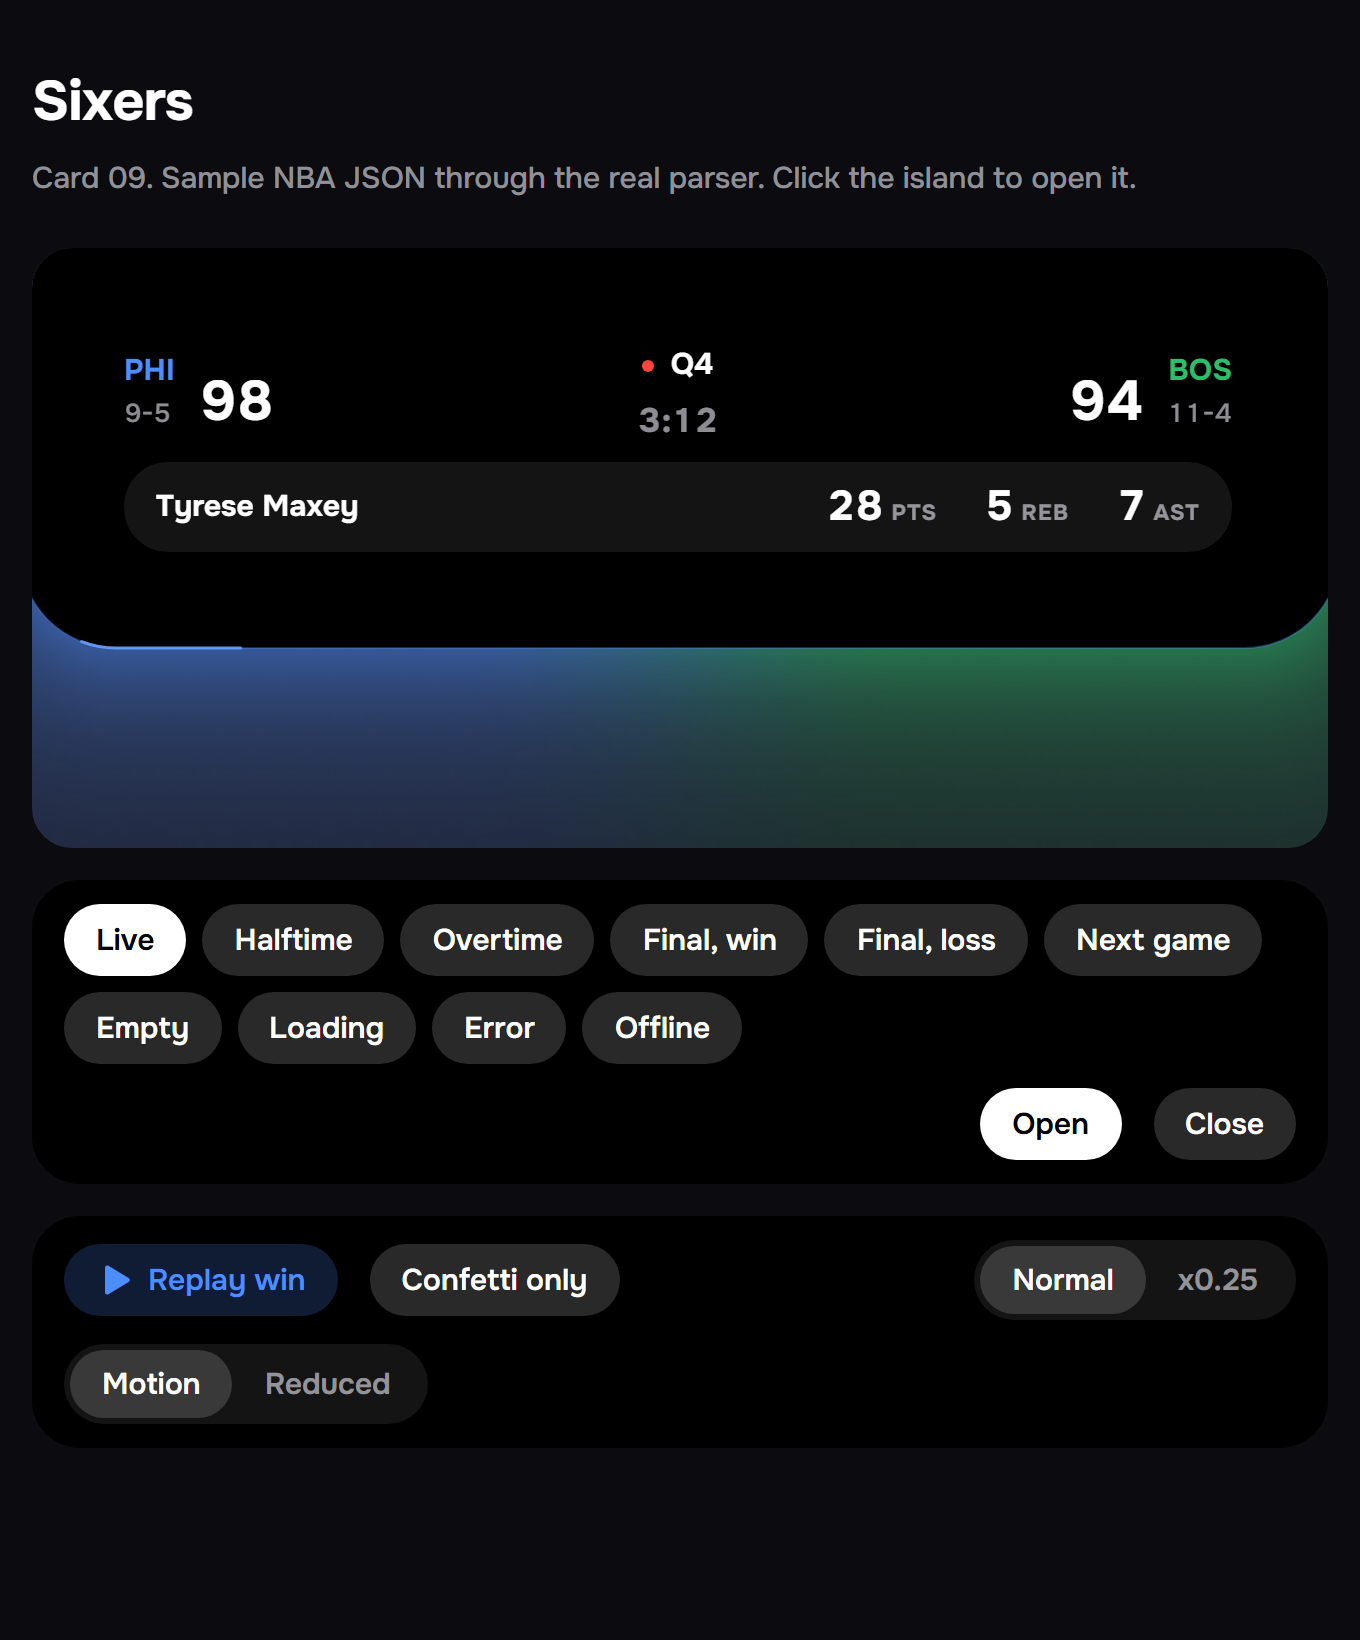 Sixers
Card 09. Sample NBA JSON through the real parser. Click the island to open it.
PHI
9-5
98
Q4
3:12
94
BOS
11-4
Tyrese Maxey 28 PTS 5 REB 7 AST
Live Halftime Overtime Final, win Final, loss Next game
Empty Loading Error Offline
Open Close
Replay win Confetti only Normal x0.25
Motion Reduced